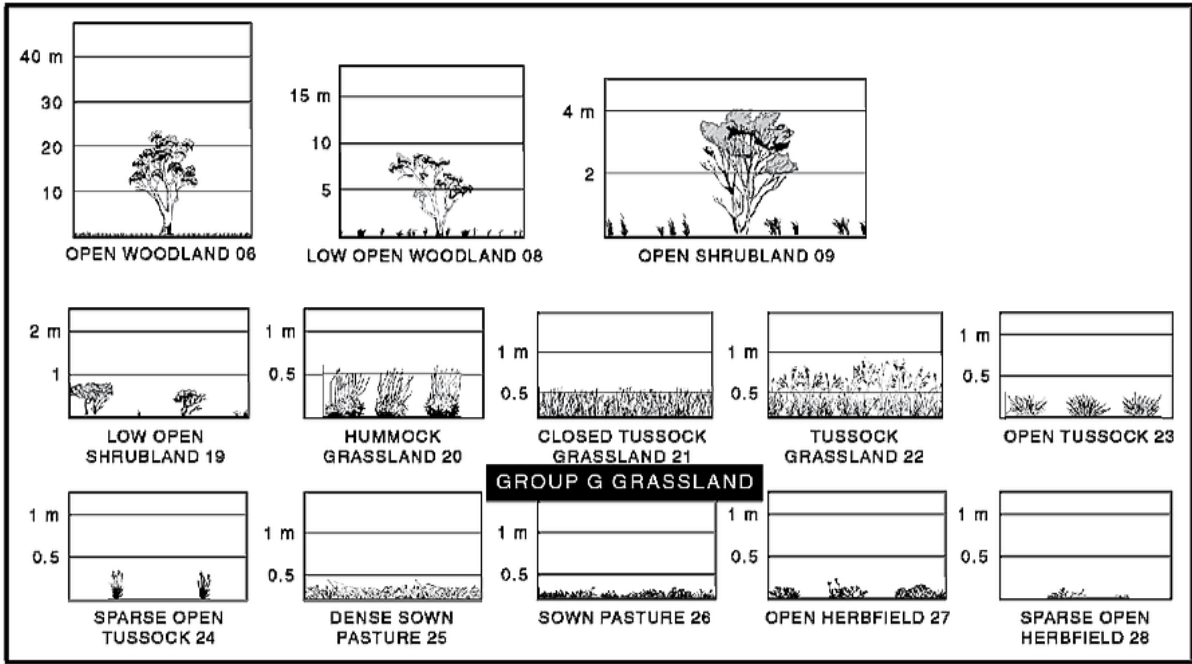 40 m
30
20
10
OPEN WOODLAND 06
15 m
10
5
LOW OPEN WOODLAND 08
4 m
2
OPEN SHRUBLAND 09
2 m
1
LOW OPEN
SHRUBLAND 19
1 m
0.5
HUMMOCK
GRASSLAND 20
1 m
0.5
CLOSED TUSSOCK
GRASSLAND 21
1 m
0.5
TUSSOCK
GRASSLAND 22
1 m
0.5
OPEN TUSSOCK 23
GROUP G GRASSLAND
1 m
0.5
SPARSE OPEN
TUSSOCK 24
1 m
0.5
DENSE SOWN
PASTURE 25
1 m
0.5
SOWN PASTURE 26
1 m
0.5
OPEN HERBFIELD 27
1 m
0.5
SPARSE OPEN
HERBFIELD 28